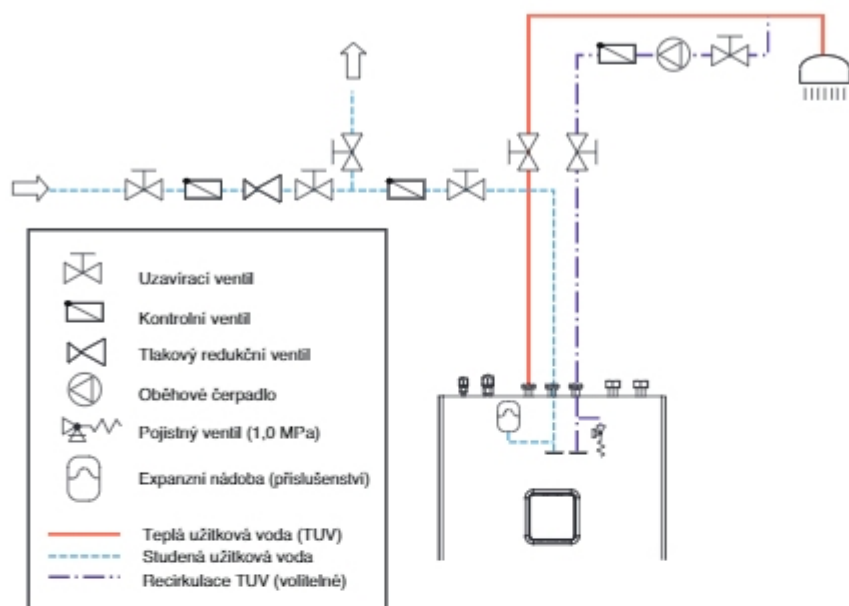 Uzavírací ventil
Kontrolní ventil
Tlakový redukční ventil
Oběhové čerpadlo
Pojistný ventil (1,0 MPa)
Expanzní nádoba (příslušenství)
Teplá užitková voda (TUV)
Studená užitková voda
Recirkulace TUV (volitelné)